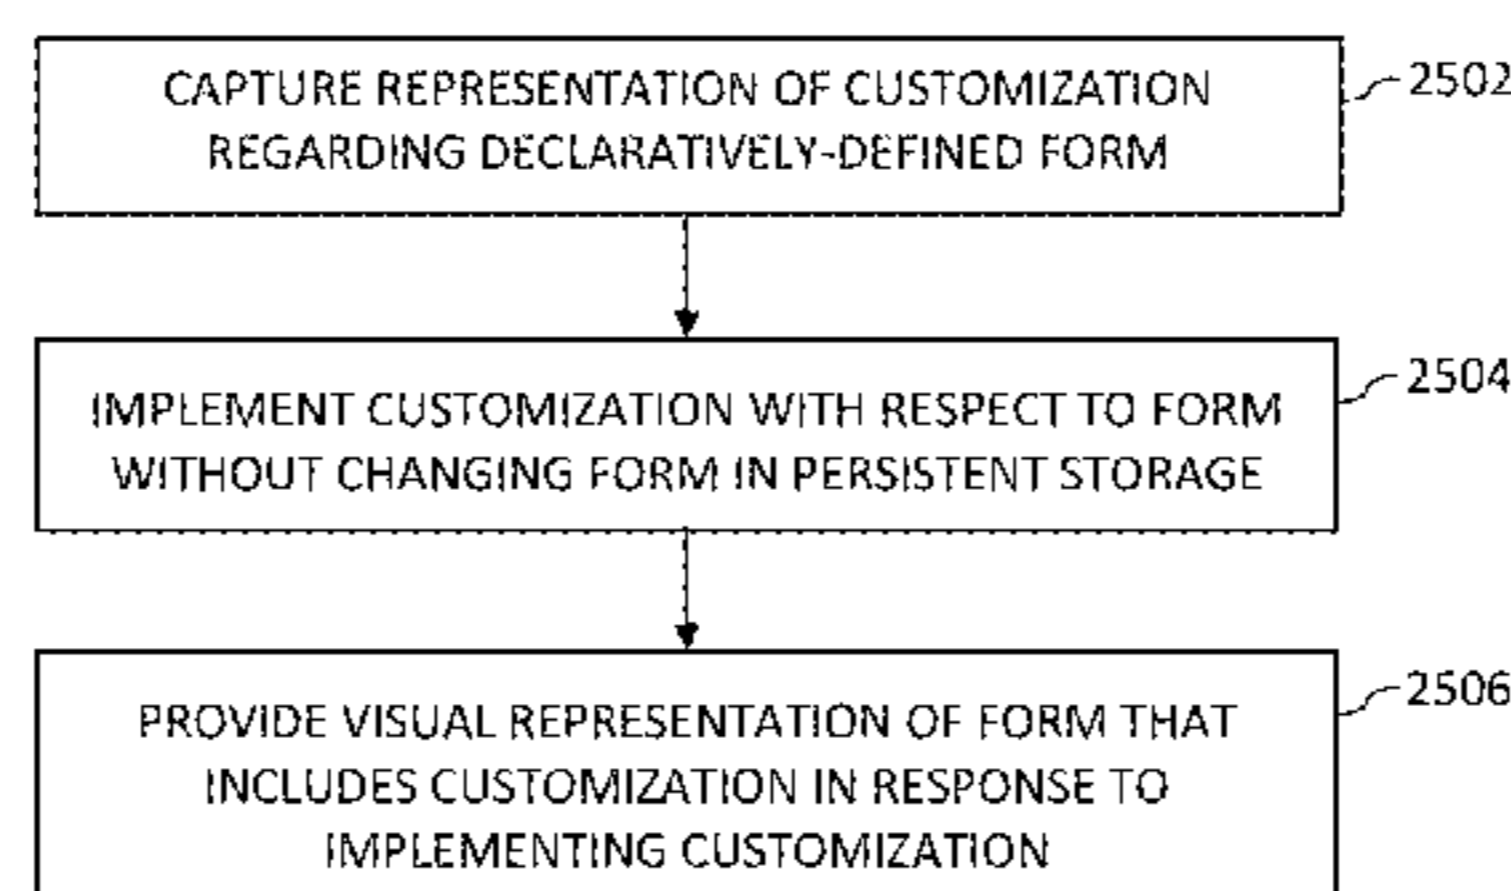 CAPTURE REPRESENTATION OF CUSTOMIZATION
REGARDING DECLARATIVELY-DEFINED FORM
2502
IMPLEMENT CUSTOMIZATION WITH RESPECT TO FORM
WITHOUT CHANGING FORM IN PERSISTENT STORAGE
2504
PROVIDE VISUAL REPRESENTATION OF FORM THAT
INCLUDES CUSTOMIZATION IN RESPONSE TO
IMPLEMENTING CUSTOMIZATION
2506